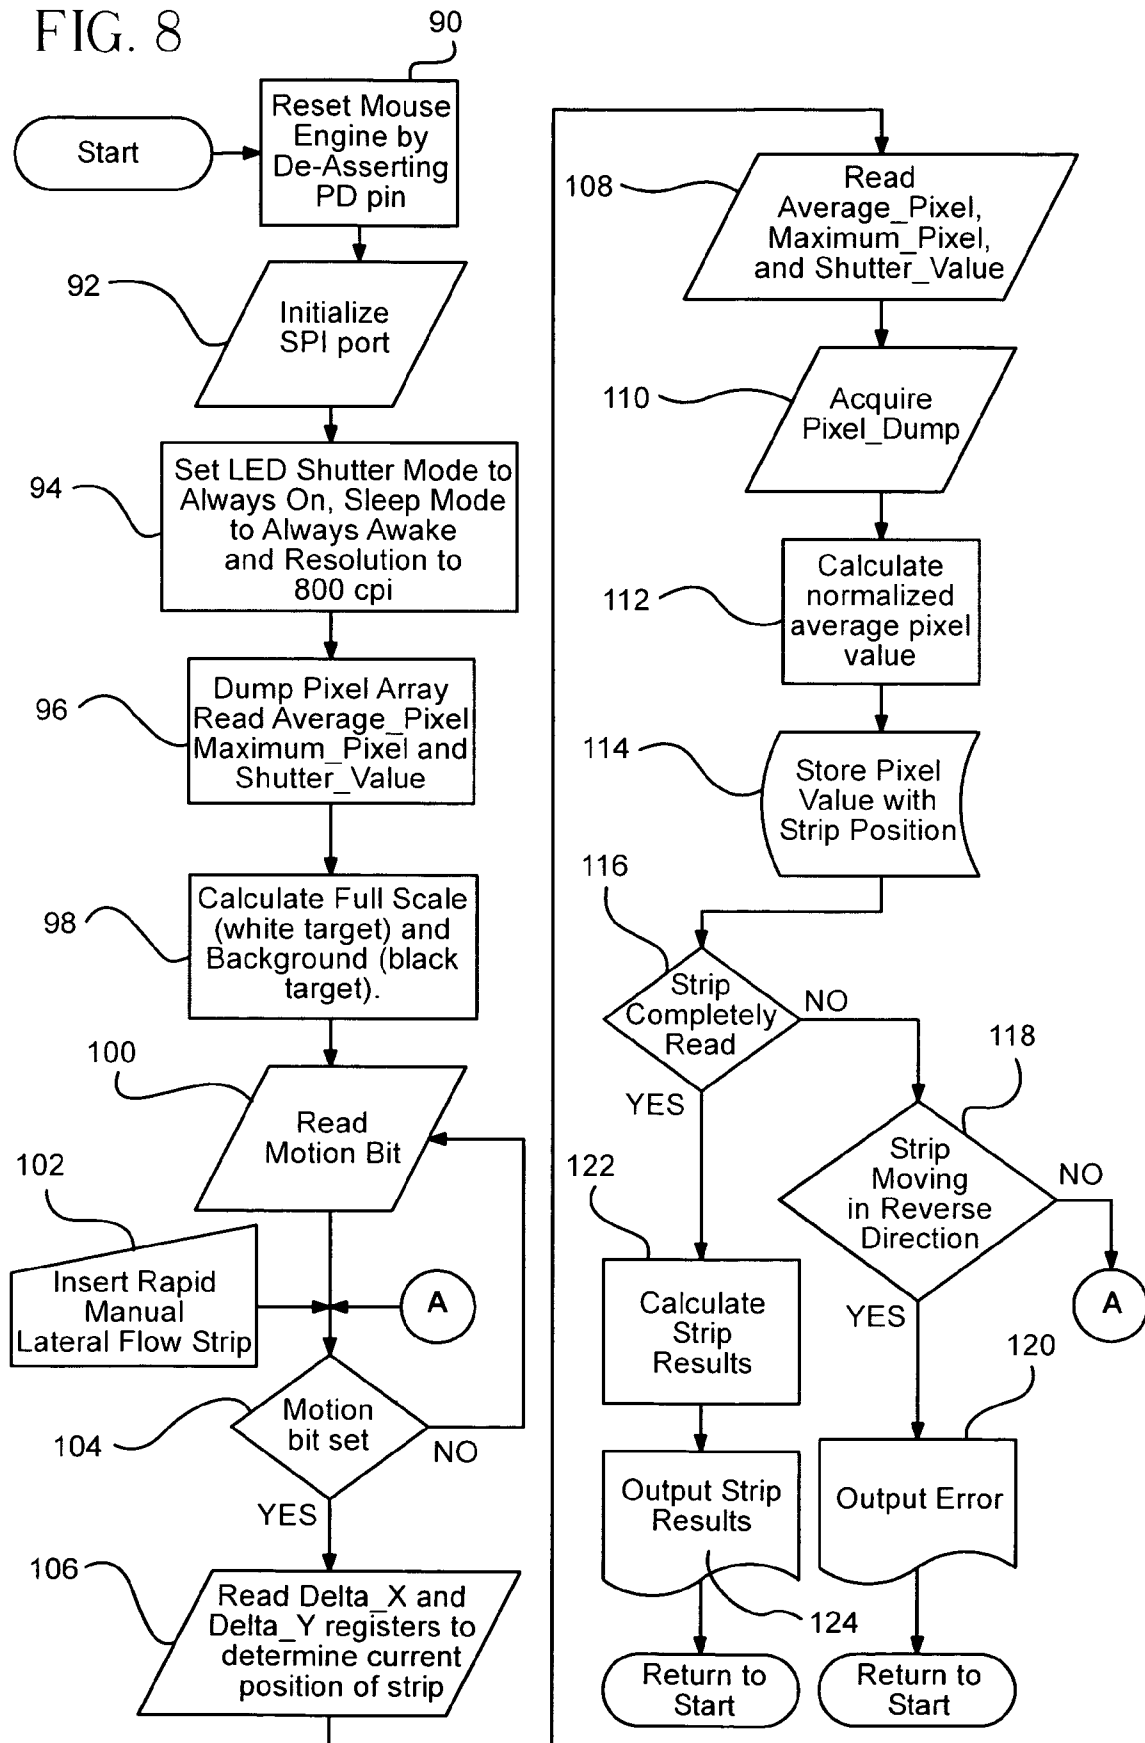 FIG. 8
90
Start
Reset Mouse
Engine by
De-Asserting
PD pin
92
Initialize
SPI port
94
Set LED Shutter Mode to
Always On, Sleep Mode
to Always Awake
and Resolution to
800 cpi
96
Dump Pixel Array
Read Average_Pixel
Maximum_Pixel and
Shutter_Value
98
Calculate Full Scale
(white target) and
Background (black
target).
100
Read
Motion Bit
102
Insert Rapid
Manual
Lateral Flow Strip
A
104
Motion
bit set
NO
YES
106
Read Delta_X and
Delta_Y registers to
determine current
position of strip
108
Read
Average_Pixel,
Maximum_Pixel,
and Shutter_Value
110
Acquire
Pixel_Dump
112
Calculate
normalized
average pixel
value
114
Store Pixel
Value with
Strip Position
116
Strip
Completely
Read
NO
YES
118
Strip
Moving
in Reverse
Direction
NO
A
YES
122
Calculate
Strip
Results
120
Output Strip
Results
Output Error
124
Return to
Start
Return to
Start